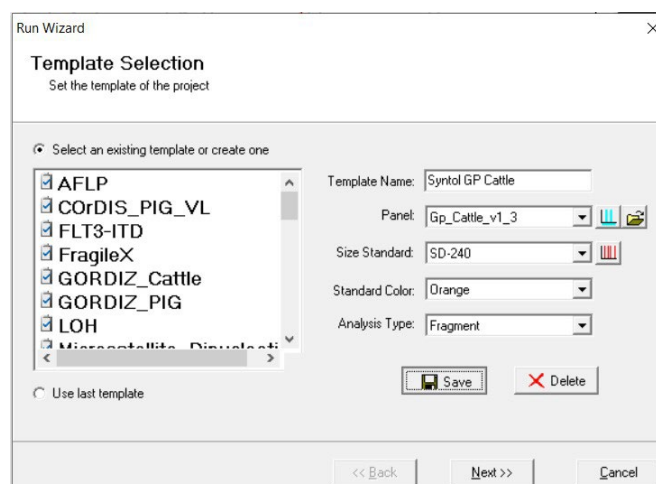 Run Wizard
Template Selection
Set the template of the project
Select an existing template or create one
AFLP
COrDIS_PIG_VL
FLT3-ITD
FragileX
GORDIZ_Cattle
GORDIZ_PIG
LOH
Use last template
Template Name: Syntol GP Cattle
Panel: Gp_Cattle_v1_3
Size Standard: SD-240
Standard Color: Orange
Analysis Type: Fragment
Save Delete
<< Back Next >> Cancel